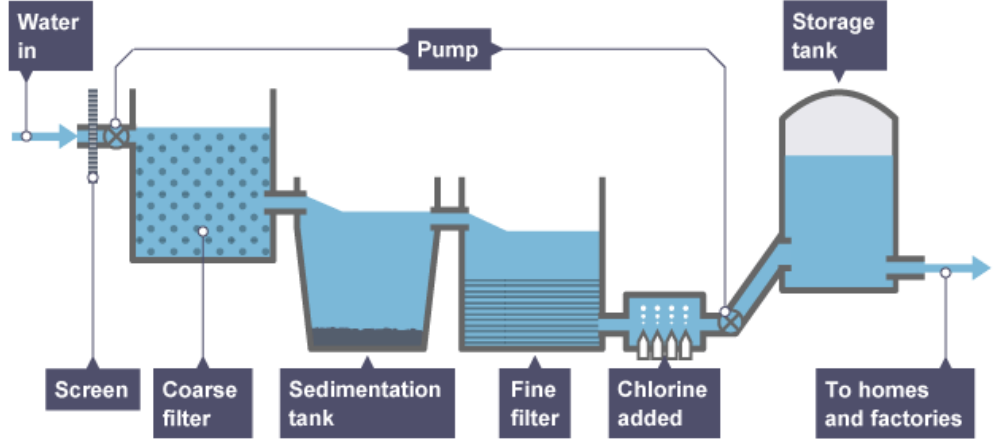 Water
in
Pump
Storage
tank
Screen
Coarse
filter
Sedimentation
tank
Fine
filter
Chlorine
added
To homes
and factories